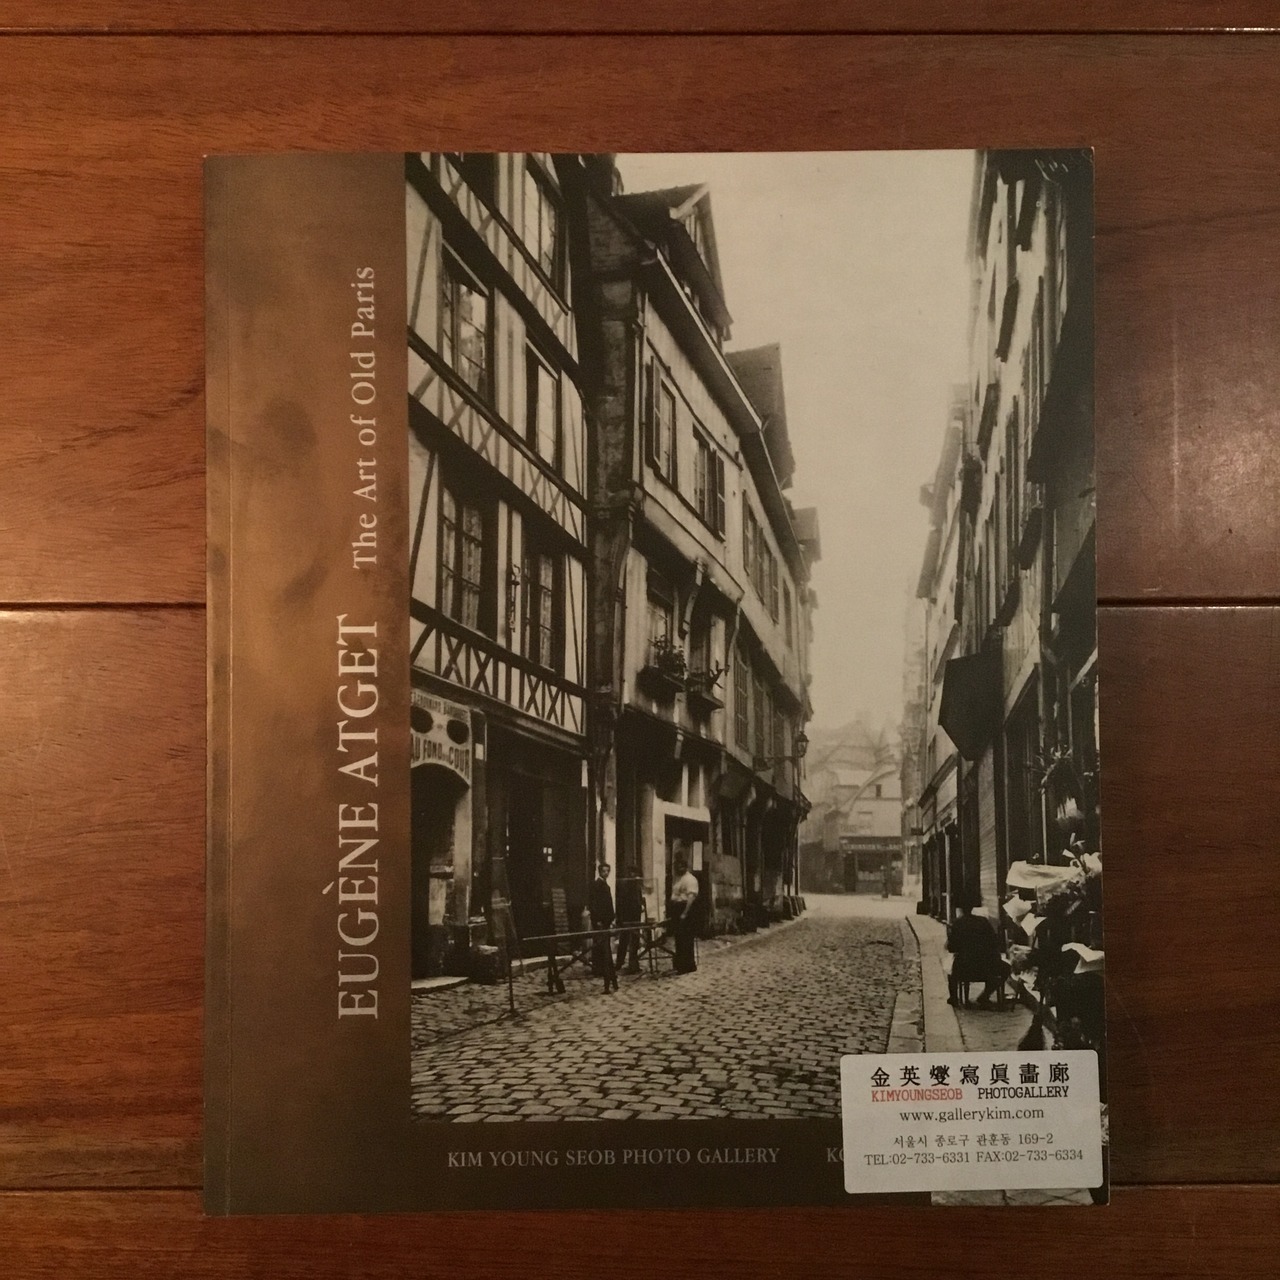 EUGÈNE ATGET The Art of Old Paris
AU FOND DE LA COUR
KIM YOUNG SEOB PHOTO GALLERY
金英燮寫眞畵廊
KIMYOUNGSEOB PHOTOGALLERY
www.gallerykim.com
서울시 종로구 관훈동 169-2
TEL:02-733-6331 FAX:02-733-6334